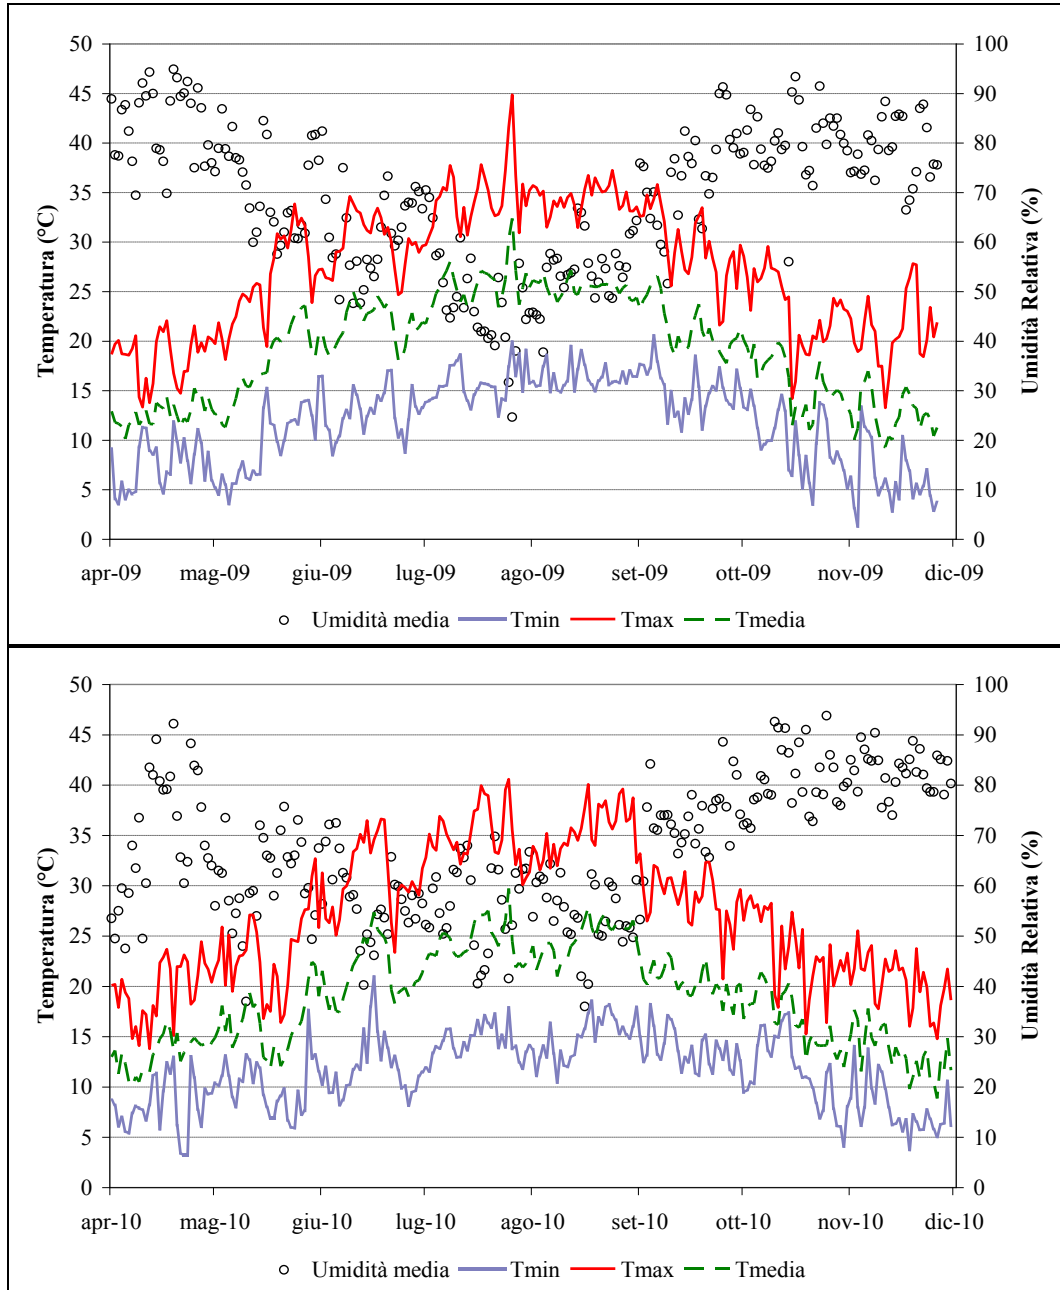 50 100
45 90
40 80
35 70
30 60
25 50
20 40
15 30
10 20
5 10
0 0
Temperatura (°C)
Umidità Relativa (%)
apr-09 mag-09 giu-09 lug-09 ago-09 set-09 ott-09 nov-09 dic-09
Umidità media Tmin Tmax Tmedia
50 100
45 90
40 80
35 70
30 60
25 50
20 40
15 30
10 20
5 10
0 0
Temperatura (°C)
Umidità Relativa (%)
apr-10 mag-10 giu-10 lug-10 ago-10 set-10 ott-10 nov-10 dic-10
Umidità media Tmin Tmax Tmedia